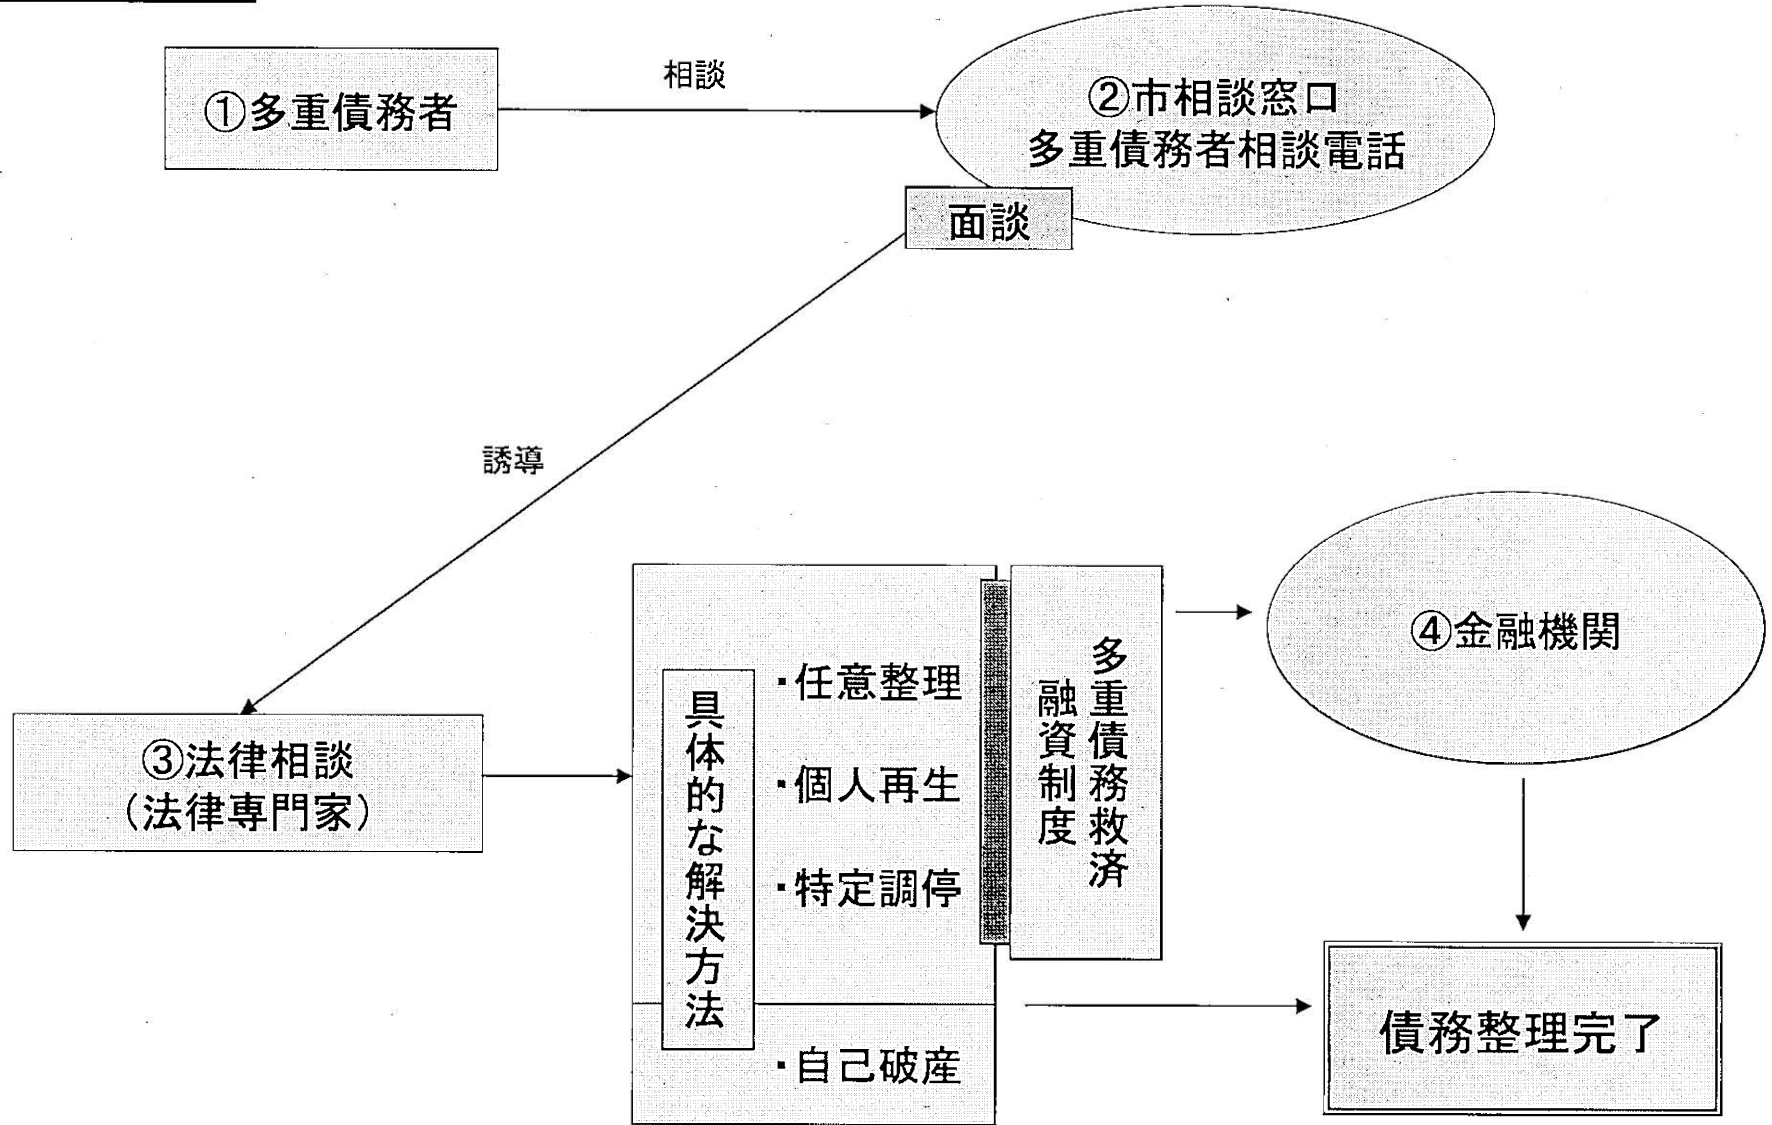 ①多重債務者
相談
②市相談窓口
多重債務者相談電話
面談
誘導
③法律相談
（法律専門家）
具体的な解決方法
・任意整理
・個人再生
・特定調停
・自己破産
多重債務救済
融資制度
④金融機関
債務整理完了